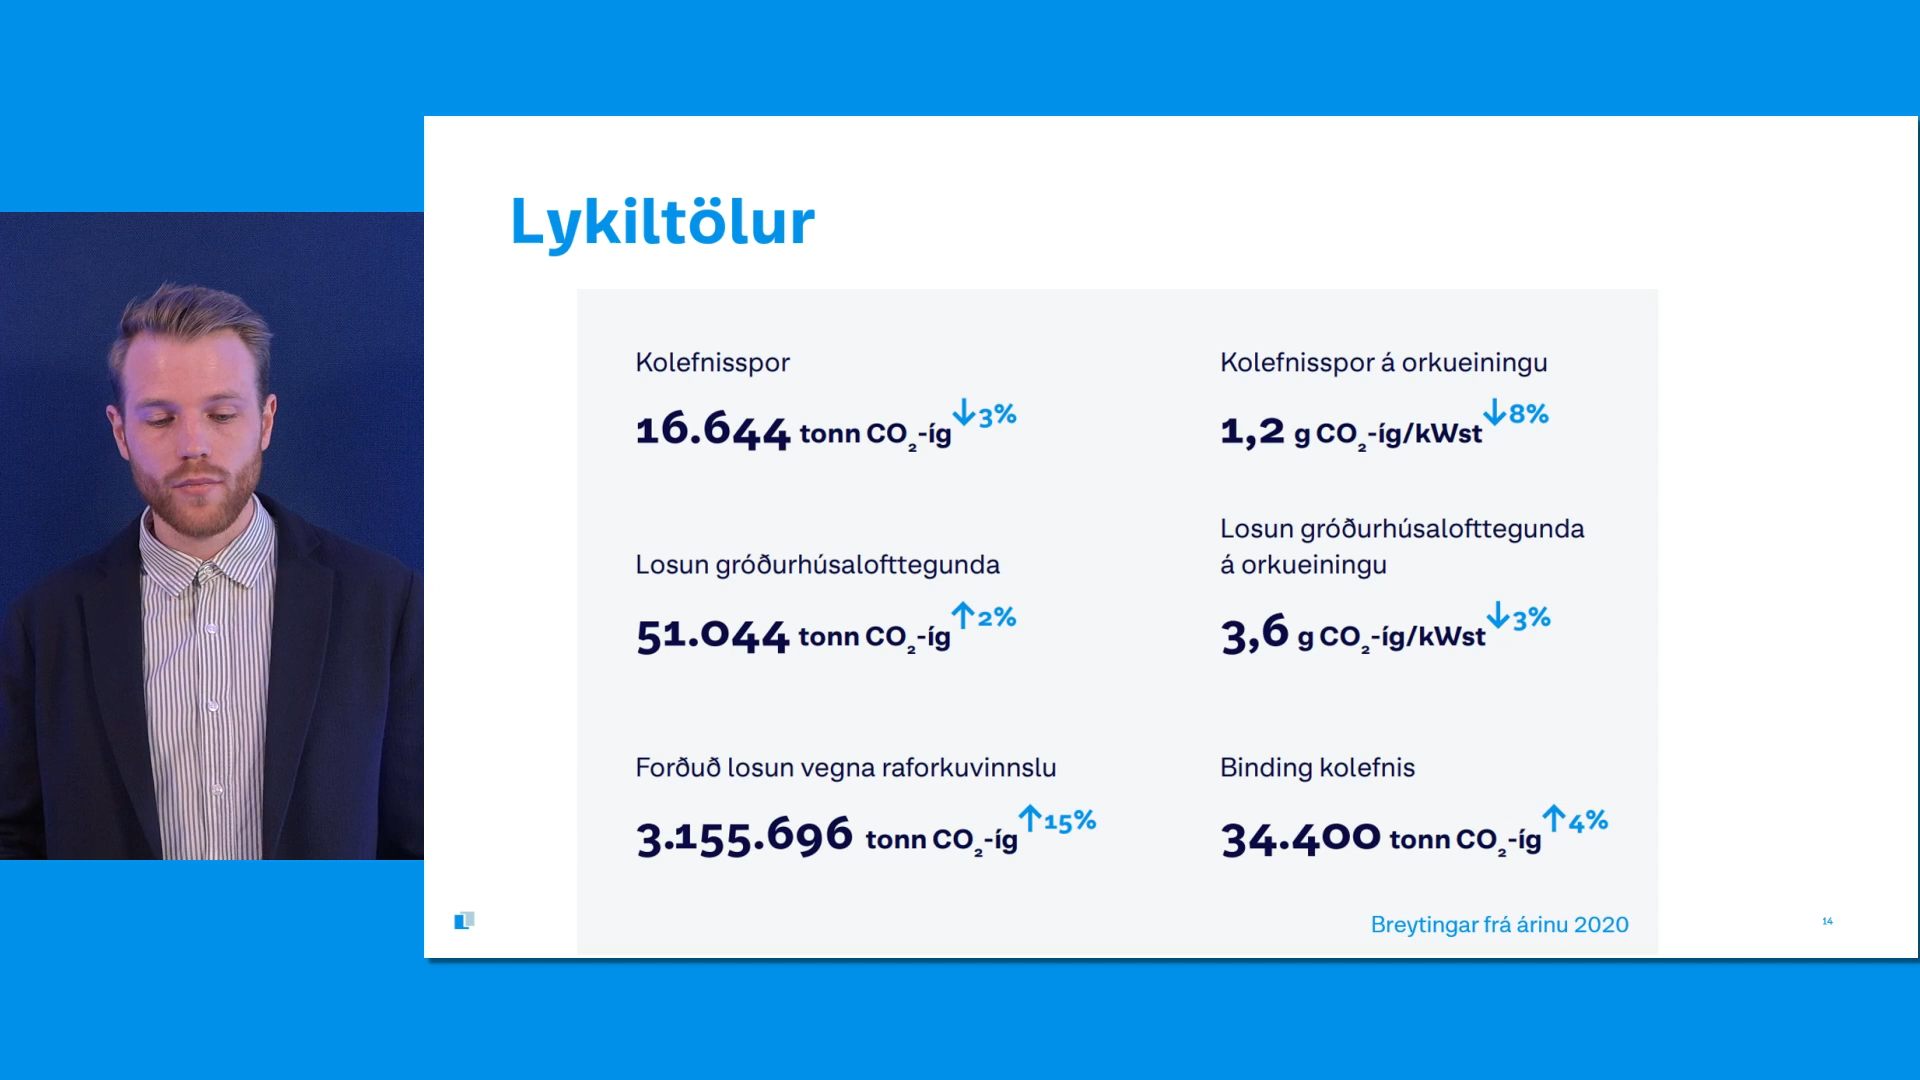 Lykiltölur
Kolefnisspor
16.644 tonn CO₂-íg ↓3%
Kolefnisspor á orkueiningu
1,2 g CO₂-íg/kWst ↓8%
Losun gróðurhúsalofttegunda
51.044 tonn CO₂-íg ↑2%
Losun gróðurhúsalofttegunda
á orkueiningu
3,6 g CO₂-íg/kWst ↓3%
Forðuð losun vegna raforkuvinnslu
3.155.696 tonn CO₂-íg ↑15%
Binding kolefnis
34.400 tonn CO₂-íg ↑4%
Breytingar frá árinu 2020
14